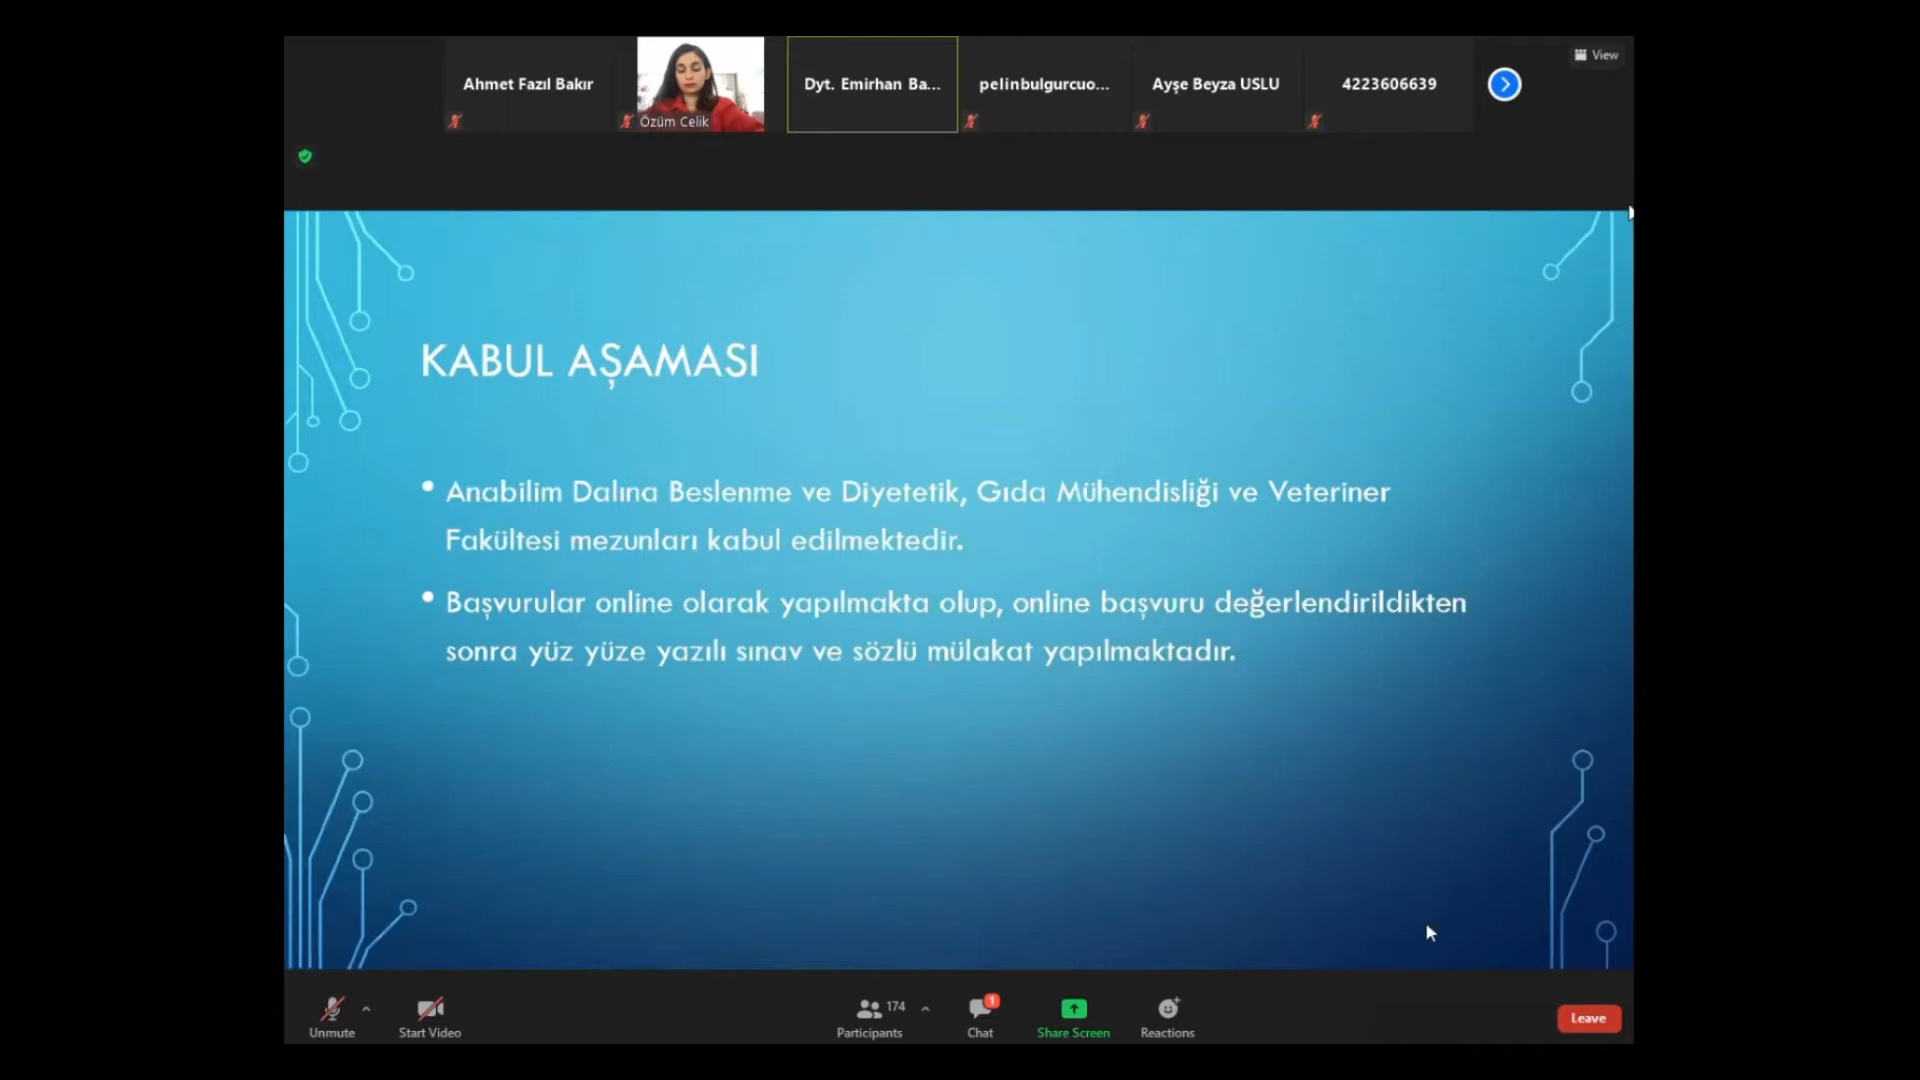 Ahmet Fazıl Bakır
Özüm Celik
Dyt. Emirhan Ba...
pelinbulgurcuo...
Ayşe Beyza USLU
4223606639
View
KABUL AŞAMASI
• Anabilim Dalına Beslenme ve Diyetetik, Gıda Mühendisliği ve Veteriner
Fakültesi mezunları kabul edilmektedir.
• Başvurular online olarak yapılmakta olup, online başvuru değerlendirildikten
sonra yüz yüze yazılı sınav ve sözlü mülakat yapılmaktadır.
Unmute
Start Video
174
Participants
1
Chat
Share Screen
Reactions
Leave